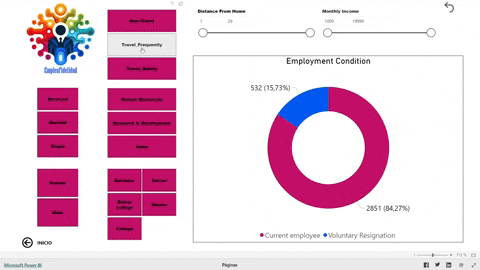 Non-Travel
Travel_Frequently
Travel_Rarely
Divorced
Married
Single
Human Resources
Research & Development
Sales
Female
Male
Bachelor
Doctor
Below College
Master
College
INICIO
Distance From Home
1 29
Monthly Income
1009 19999
Employment Condition
532 (15,73%)
2851 (84,27%)
Current employee Voluntary Resignation
Microsoft Power BI
Páginas